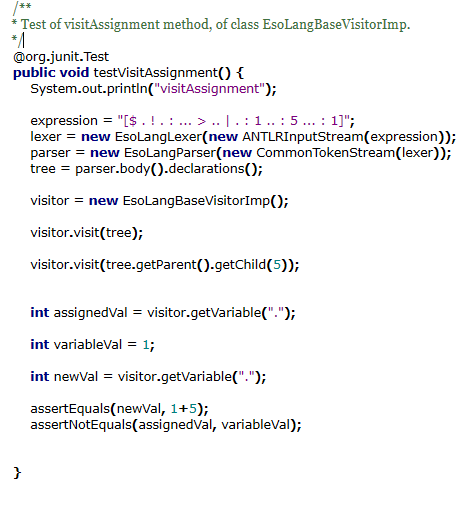 /**
* Test of visitAssignment method, of class EsoLangBaseVisitorImp.
*/
@org.junit.Test
public void testVisitAssignment() {
System.out.println("visitAssignment");
expression = "[$ . ! . : ... > .. | . : 1 .. : 5 ... : 1]";
lexer = new EsoLangLexer(new ANTLRInputStream(expression));
parser = new EsoLangParser(new CommonTokenStream(lexer));
tree = parser.body().declarations();
visitor = new EsoLangBaseVisitorImp();
visitor.visit(tree);
visitor.visit(tree.getParent().getChild(5));
int assignedVal = visitor.getVariable(".");
int variableVal = 1;
int newVal = visitor.getVariable(".");
assertEquals(newVal, 1+5);
assertNotEquals(assignedVal, variableVal);
}